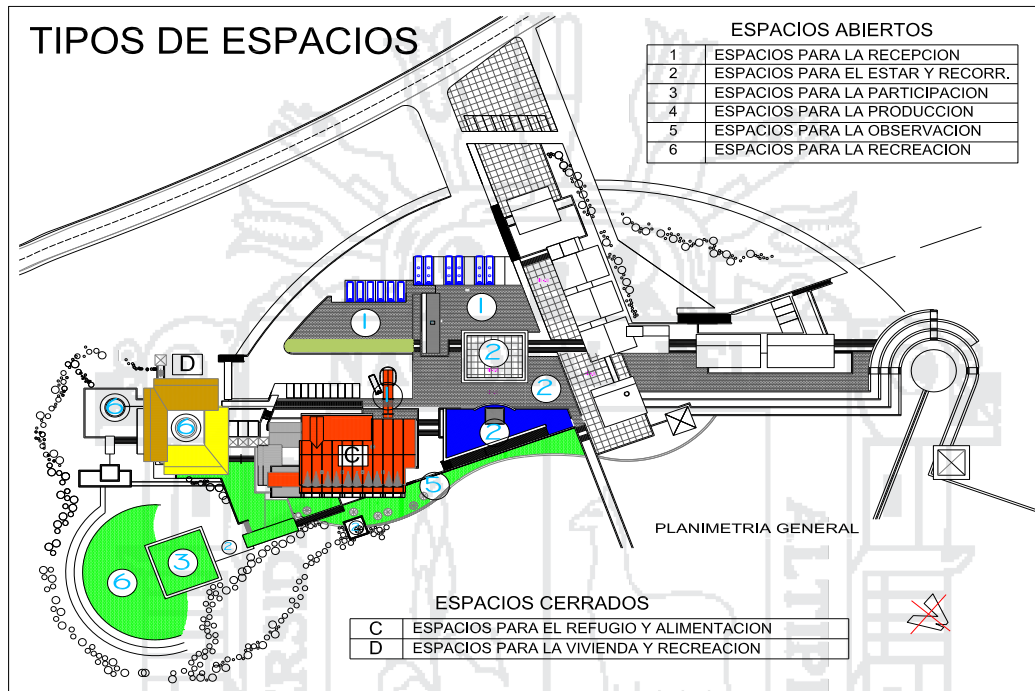 TIPOS DE ESPACIOS
ESPACIOS ABIERTOS
1 ESPACIOS PARA LA RECEPCION
2 ESPACIOS PARA EL ESTAR Y RECORR.
3 ESPACIOS PARA LA PARTICIPACION
4 ESPACIOS PARA LA PRODUCCION
5 ESPACIOS PARA LA OBSERVACION
6 ESPACIOS PARA LA RECREACION
1
1
2
2
D
6
6
2
C
5
2
3
6
PLANIMETRIA GENERAL
ESPACIOS CERRADOS
C ESPACIOS PARA EL REFUGIO Y ALIMENTACION
D ESPACIOS PARA LA VIVIENDA Y RECREACION